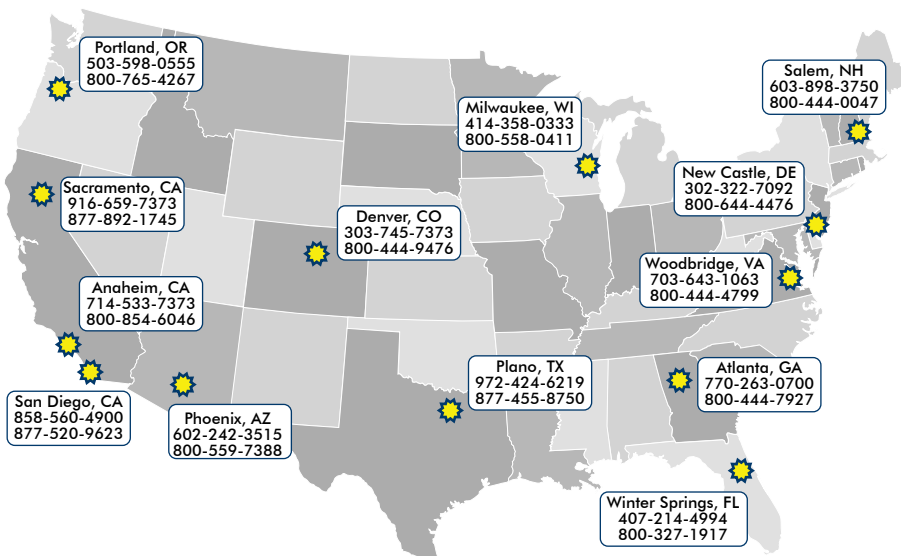 Portland, OR
503-598-0555
800-765-4267
Salem, NH
603-898-3750
800-444-0047
Milwaukee, WI
414-358-0333
800-558-0411
New Castle, DE
302-322-7092
800-644-4476
Sacramento, CA
916-659-7373
877-892-1745
Denver, CO
303-745-7373
800-444-9476
Woodbridge, VA
703-643-1063
800-444-4799
Anaheim, CA
714-533-7373
800-854-6046
Plano, TX
972-424-6219
877-455-8750
Atlanta, GA
770-263-0700
800-444-7927
San Diego, CA
858-560-4900
877-520-9623
Phoenix, AZ
602-242-3515
800-559-7388
Winter Springs, FL
407-214-4994
800-327-1917